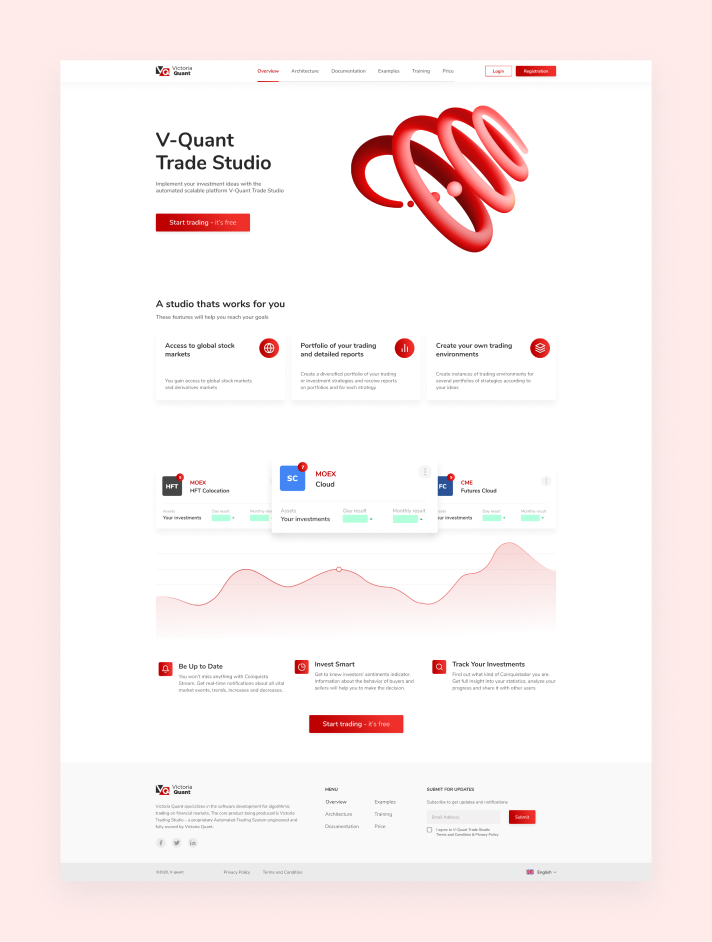 VQ Victoria
Quant
Overview Architecture Documentation Examples Training Price
Login Registration
V-Quant
Trade Studio
Implement your investment ideas with the
automated scalable platform V-Quant Trade Studio
Start trading - it's free
A studio thats works for you
These features will help you reach your goals
Access to global stock
markets
You gain access to global stock markets
and derivatives markets
Portfolio of your trading
and detailed reports
Create a diversified portfolio of your trading
or investment strategies and receive reports
on portfolios and for each strategy
Create your own trading
environments
Create instances of trading environments for
several portfolios of strategies according to
your ideas
HFT
MOEX
HFT Colocation
Assets Day result Monthly
Your investments
SC
7
MOEX
Cloud
Assets Day result Monthly result
Your investments
FC
CME
Futures Cloud
Day result Monthly result
investments
Be Up to Date
You won't miss anything with Conquista
Stream. Get real-time notifications about all vital
market events, trends, increases and decreases.
Invest Smart
Get to know investors' sentiments indicator.
Information about the behavior of buyers and
sellers will help you to make the decision.
Track Your Investments
Find out what kind of Conquistador you are.
Get full insight into your statistics, analyze your
progress and share it with other users
Start trading - it's free
VQ Victoria
Quant
Victoria Quant specializes in the software development for algorithmic
trading on financial markets. The core product being produced is Victoria
Trading Studio – a proprietary Automated Trading System engineered and
fully owned by Victoria Quant.
MENU
Overview Examples
Architecture Training
Documentation Price
SUBMIT FOR UPDATES
Subscribe to get updates and notifications
Email Address Submit
I agree to V-Quant Trade Studio
Terms and Condition & Privacy Policy
©2020, V-quant Privacy Policy Terms and Condition English